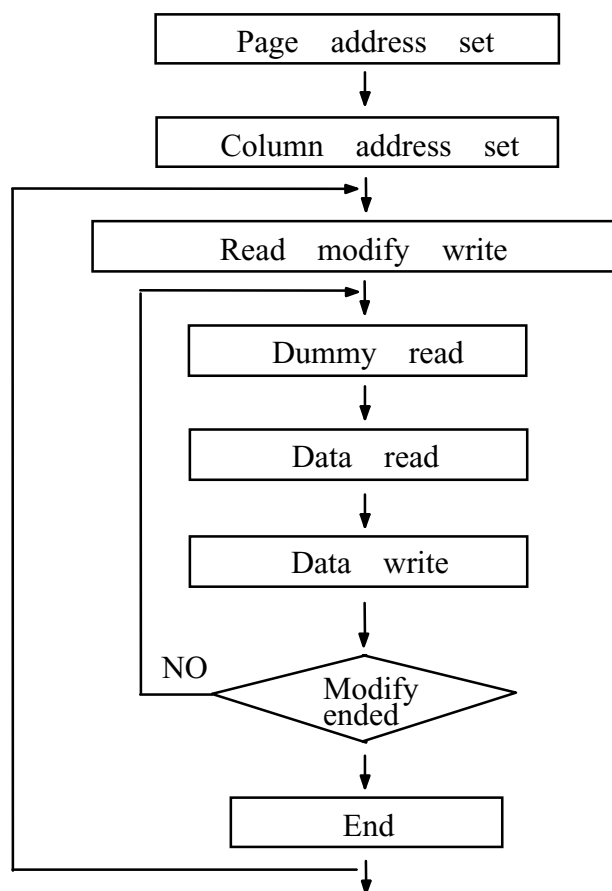 Page address set
Column address set
Read modify write
Dummy read
Data read
Data write
NO
Modify
ended
End